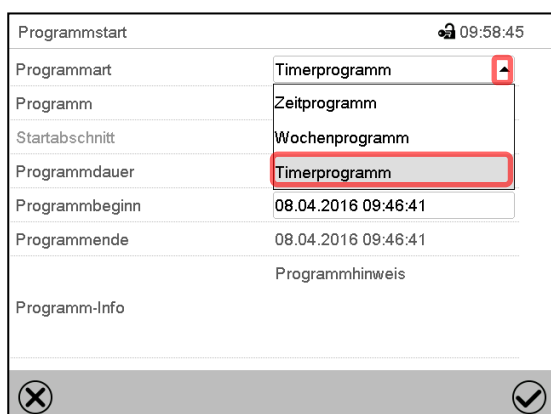 Programmstart 09:58:45
Programmart Timerprogramm
Programm Zeitprogramm
Startabschnitt Wochenprogramm
Programmdauer Timerprogramm
Programmbeginn 08.04.2016 09:46:41
Programmende 08.04.2016 09:46:41
Programmhinweis
Programm-Info